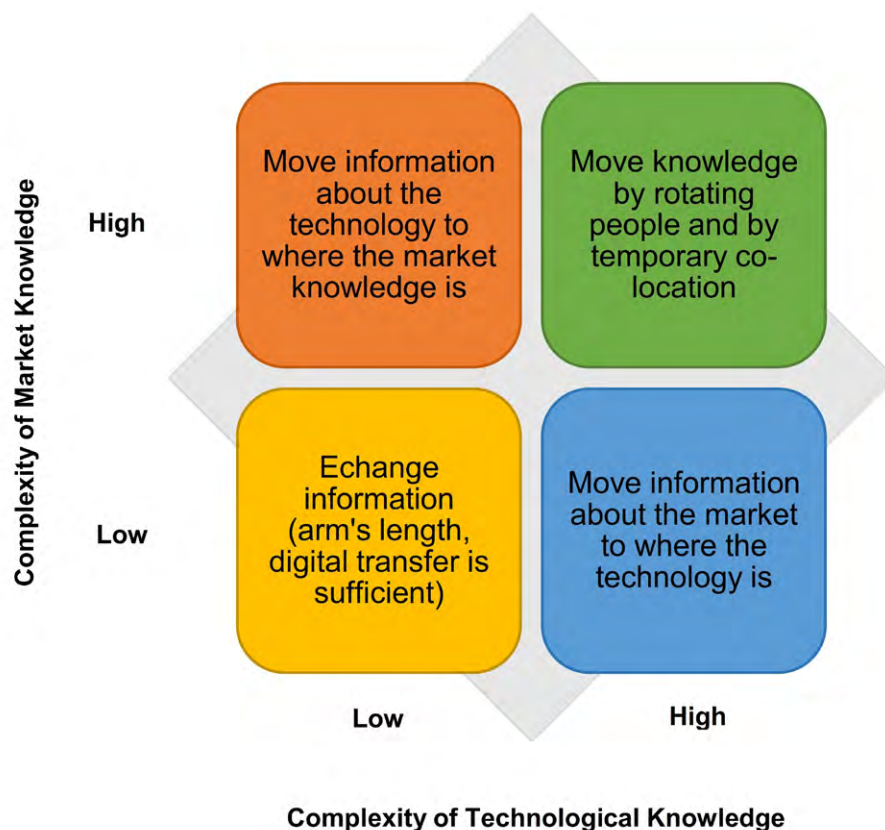 Complexity of Market Knowledge
High
Move information
about the
technology to
where the market
knowledge is
Move knowledge
by rotating
people and by
temporary co-
location
Low
Echange
information
(arm's length,
digital transfer is
sufficient)
Move information
about the market
to where the
technology is
Low
High
Complexity of Technological Knowledge